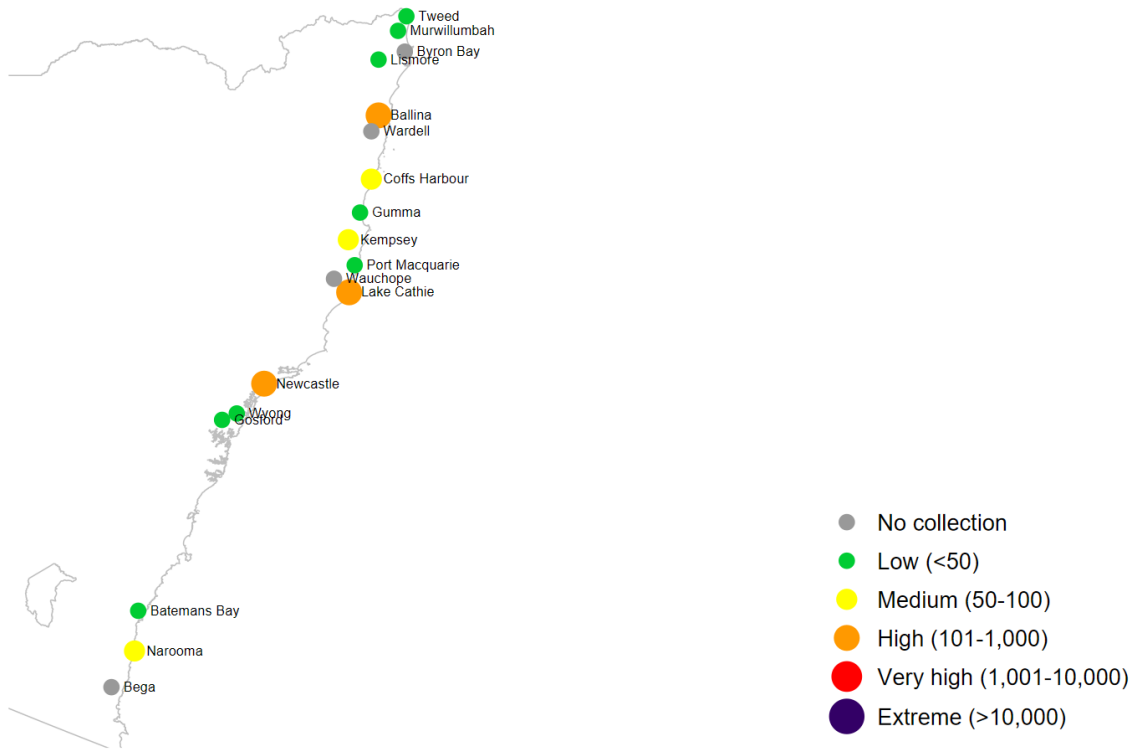 Tweed
Murwillumbah
Byron Bay
Lismore
Ballina
Wardell
Coffs Harbour
Gumma
Kempsey
Port Macquarie
Wauchope
Lake Cathie
Newcastle
Wyong
Gosford
No collection
Low (<50)
Medium (50-100)
High (101-1,000)
Very high (1,001-10,000)
Extreme (>10,000)
Batemans Bay
Narooma
Bega